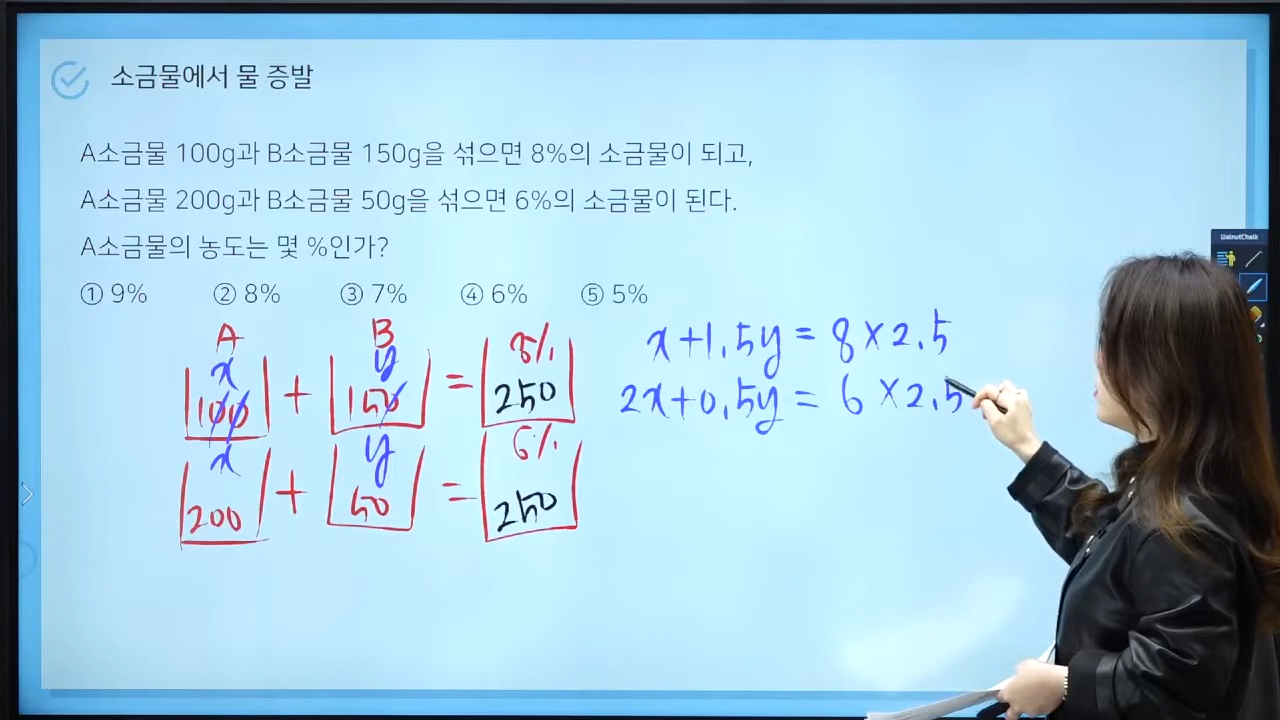 소금물에서 물 증발
A소금물 100g과 B소금물 150g을 섞으면 8%의 소금물이 되고,
A소금물 200g과 B소금물 50g을 섞으면 6%의 소금물이 된다.
A소금물의 농도는 몇 %인가?
① 9% ② 8% ③ 7% ④ 6% ⑤ 5%
A B
x y 8%
100 + 150 = 250
x y 6%
200 + 50 = 250
x+1.5y = 8×2.5
2x+0.5y = 6×2.5
WalnutChalk